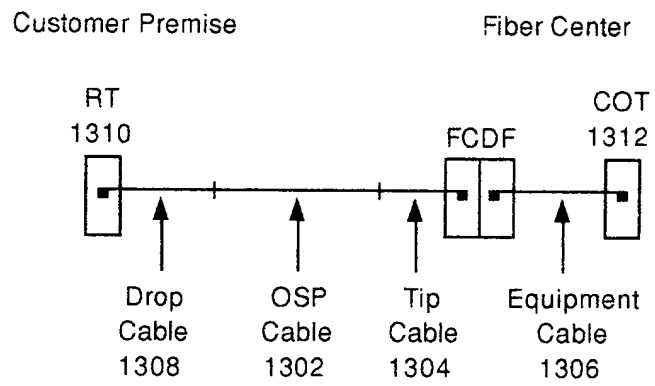 Customer Premise
Fiber Center
RT
1310
FCDF
COT
1312
Drop
Cable
1308
OSP
Cable
1302
Tip
Cable
1304
Equipment
Cable
1306